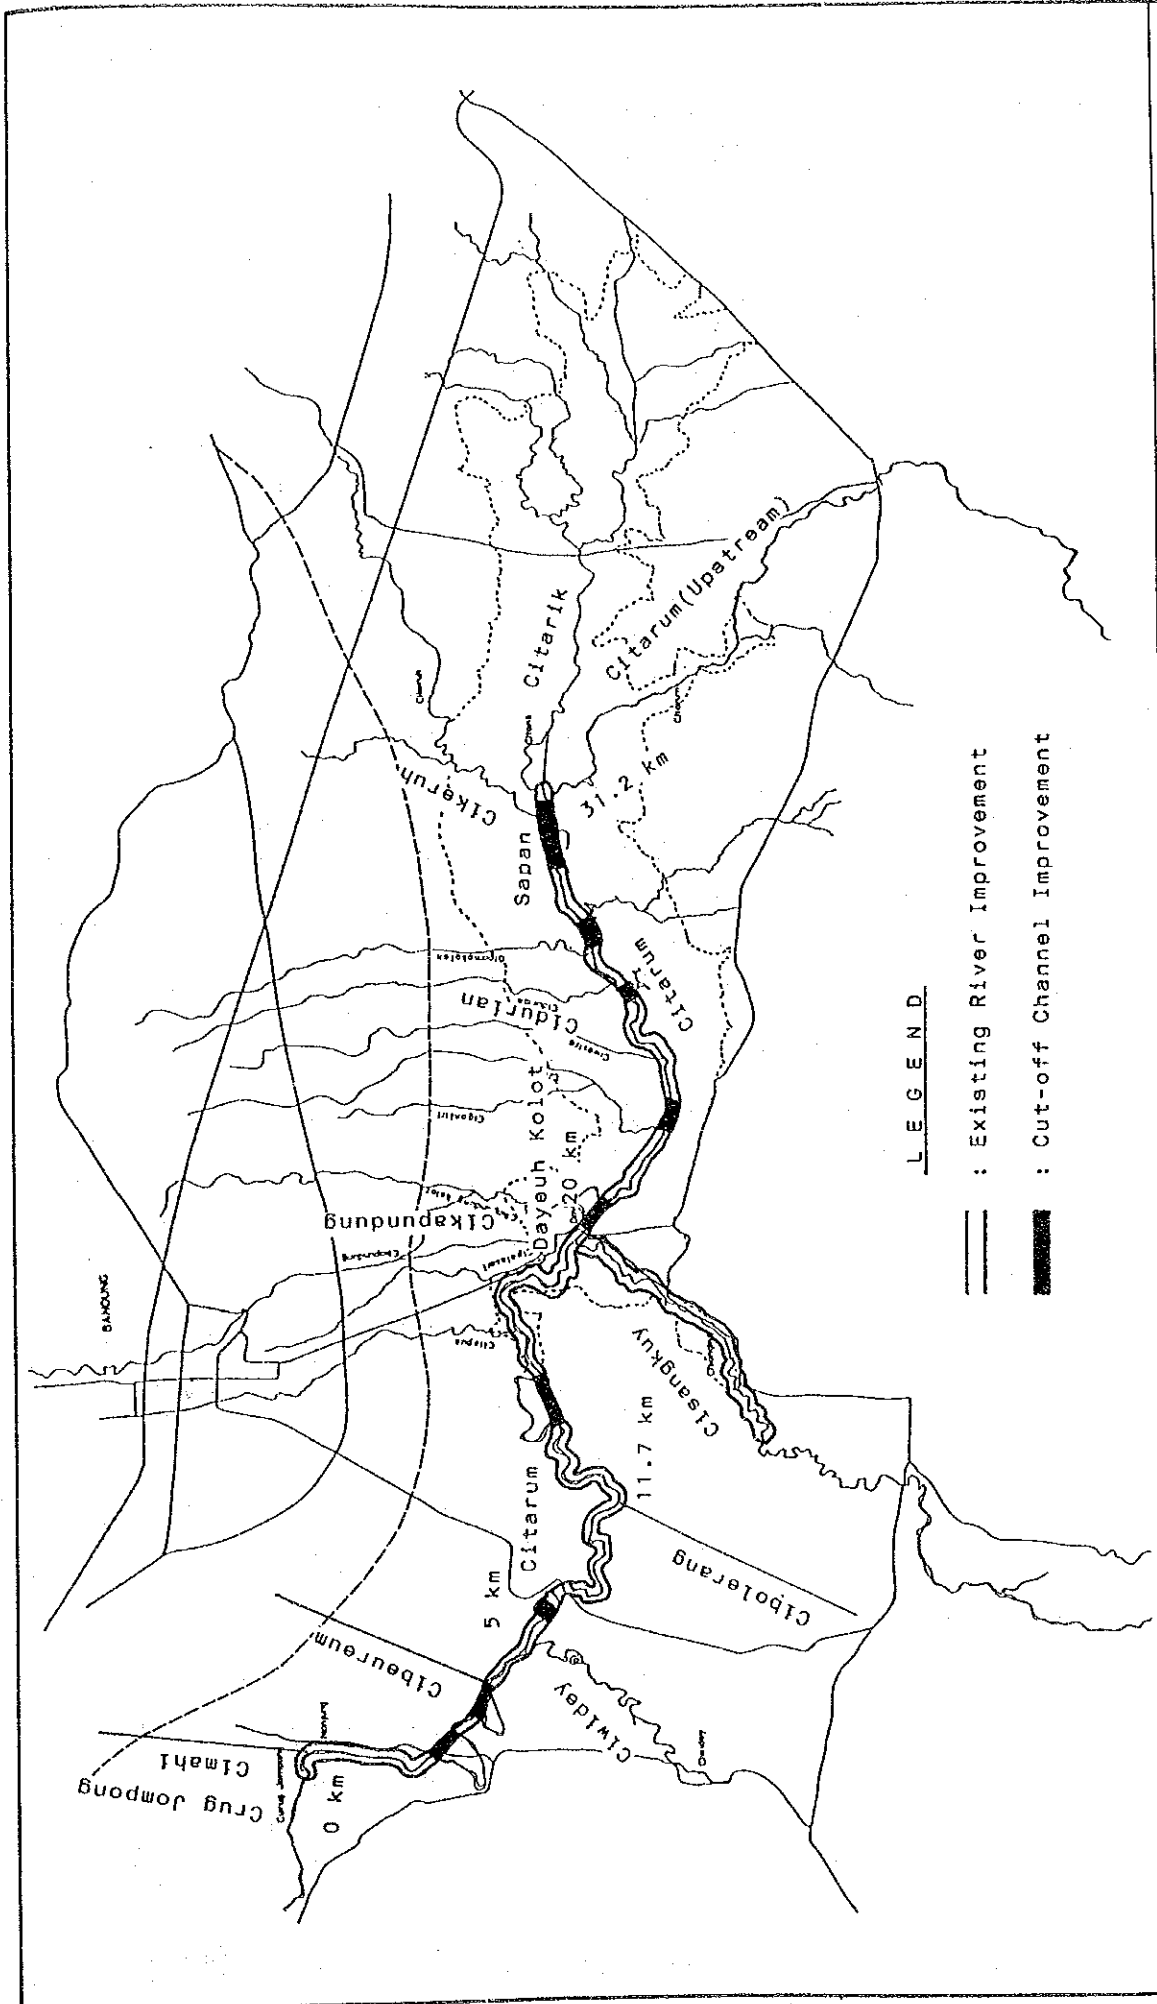 BANDUNG
Crug Jompong
Cimahi
0 km
Cibeureum
5 km
Citarum
Ciwidey
Cibolerang
11.7 km
Cisangkuy
Cikapundung
Dayeuh Kolot
20 km
Cidurian
Citarum
Sapan
31.2 km
Cikeruh
Citarik
Citarum(Upstream)
LEGEND
: Existing River Improvement
: Cut-off Channel Improvement